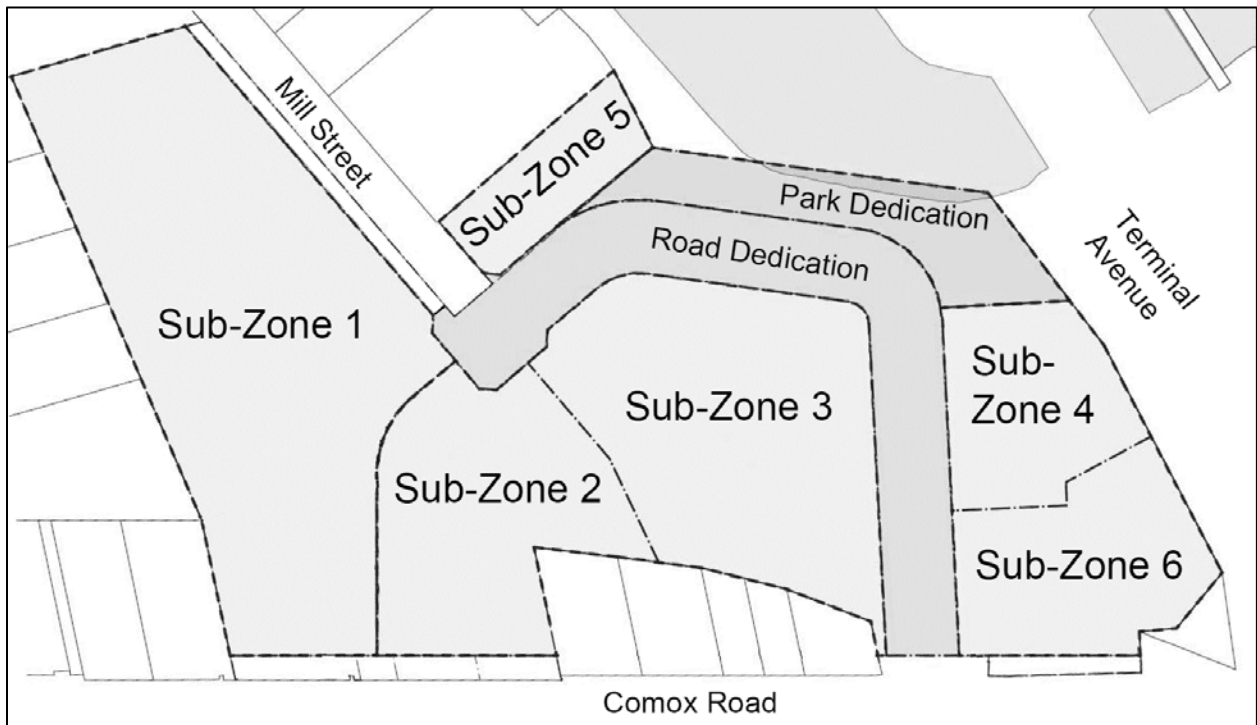 Mill Street
Sub-Zone 5
Park Dedication
Road Dedication
Terminal
Avenue
Sub-Zone 1
Sub-Zone 3
Sub-
Zone 4
Sub-Zone 2
Sub-Zone 6
Comox Road